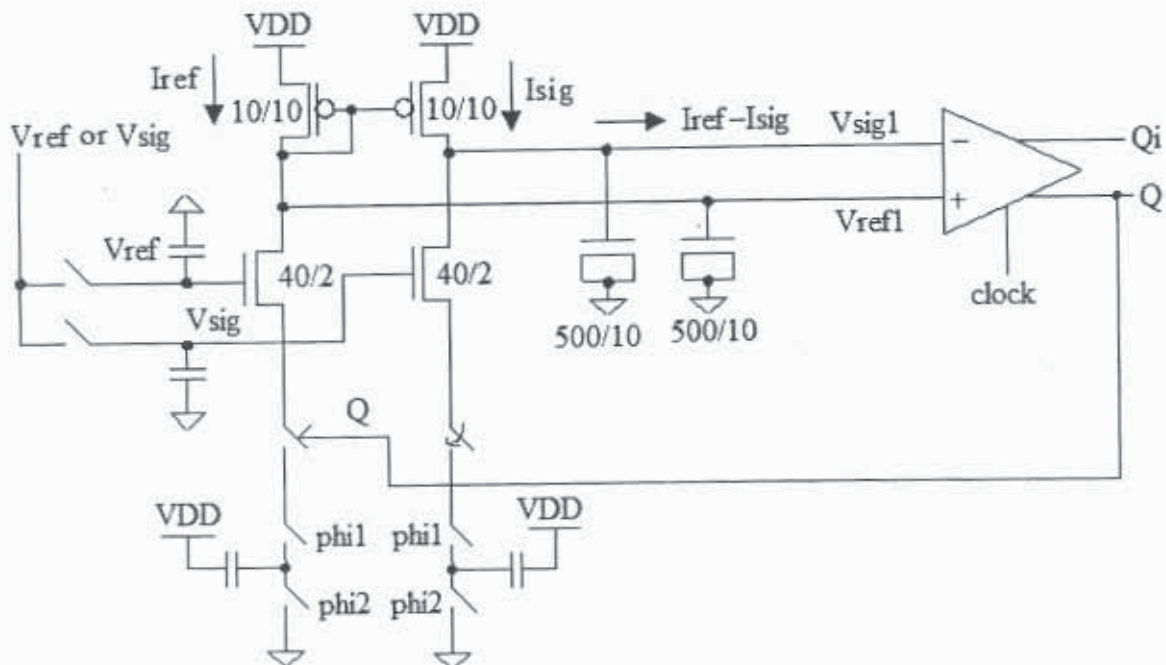 VDD
VDD
Iref
Isig
10/10
10/10
Iref–Isig
Vsig1
Qi
Vref or Vsig
Q
Vref
Vref1
40/2
40/2
Vsig
clock
500/10
500/10
Q
VDD
VDD
phi1
phi1
phi2
phi2
−
+